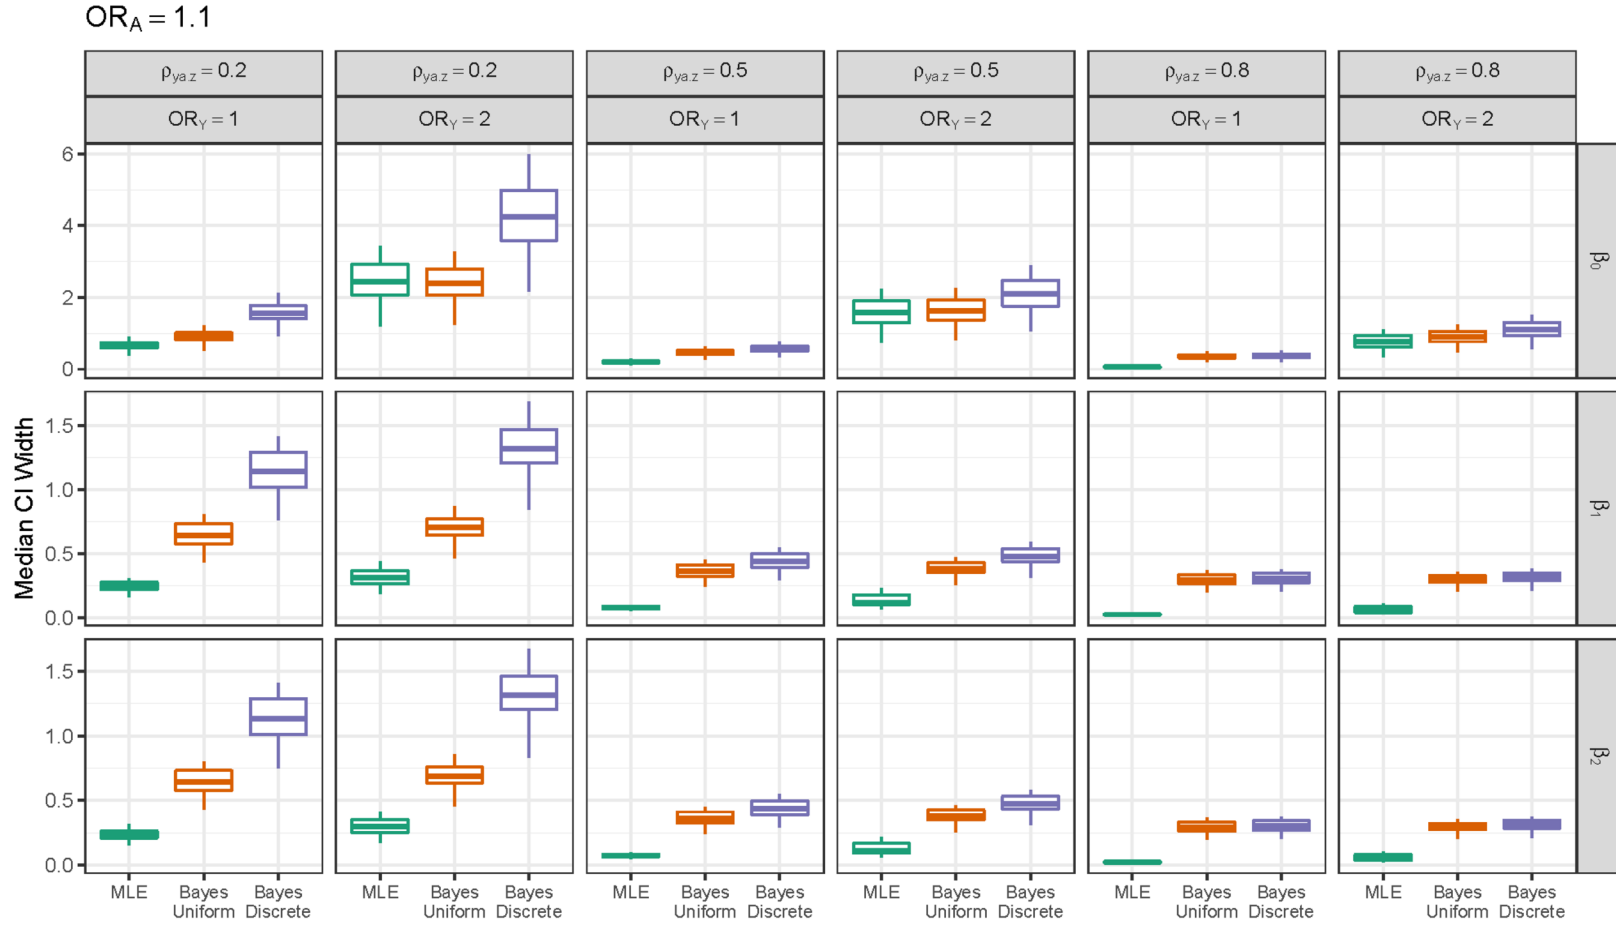 OR_A = 1.1
ρ_ya.z = 0.2 ρ_ya.z = 0.2 ρ_ya.z = 0.5 ρ_ya.z = 0.5 ρ_ya.z = 0.8 ρ_ya.z = 0.8
OR_Y = 1 OR_Y = 2 OR_Y = 1 OR_Y = 2 OR_Y = 1 OR_Y = 2
6
4
2
0
β_0
Median CI Width
1.5
1.0
0.5
0.0
β_1
1.5
1.0
0.5
0.0
β_2
MLE Bayes Bayes MLE Bayes Bayes MLE Bayes Bayes MLE Bayes Bayes MLE Bayes Bayes MLE Bayes Bayes
Uniform Discrete Uniform Discrete Uniform Discrete Uniform Discrete Uniform Discrete Uniform Discrete